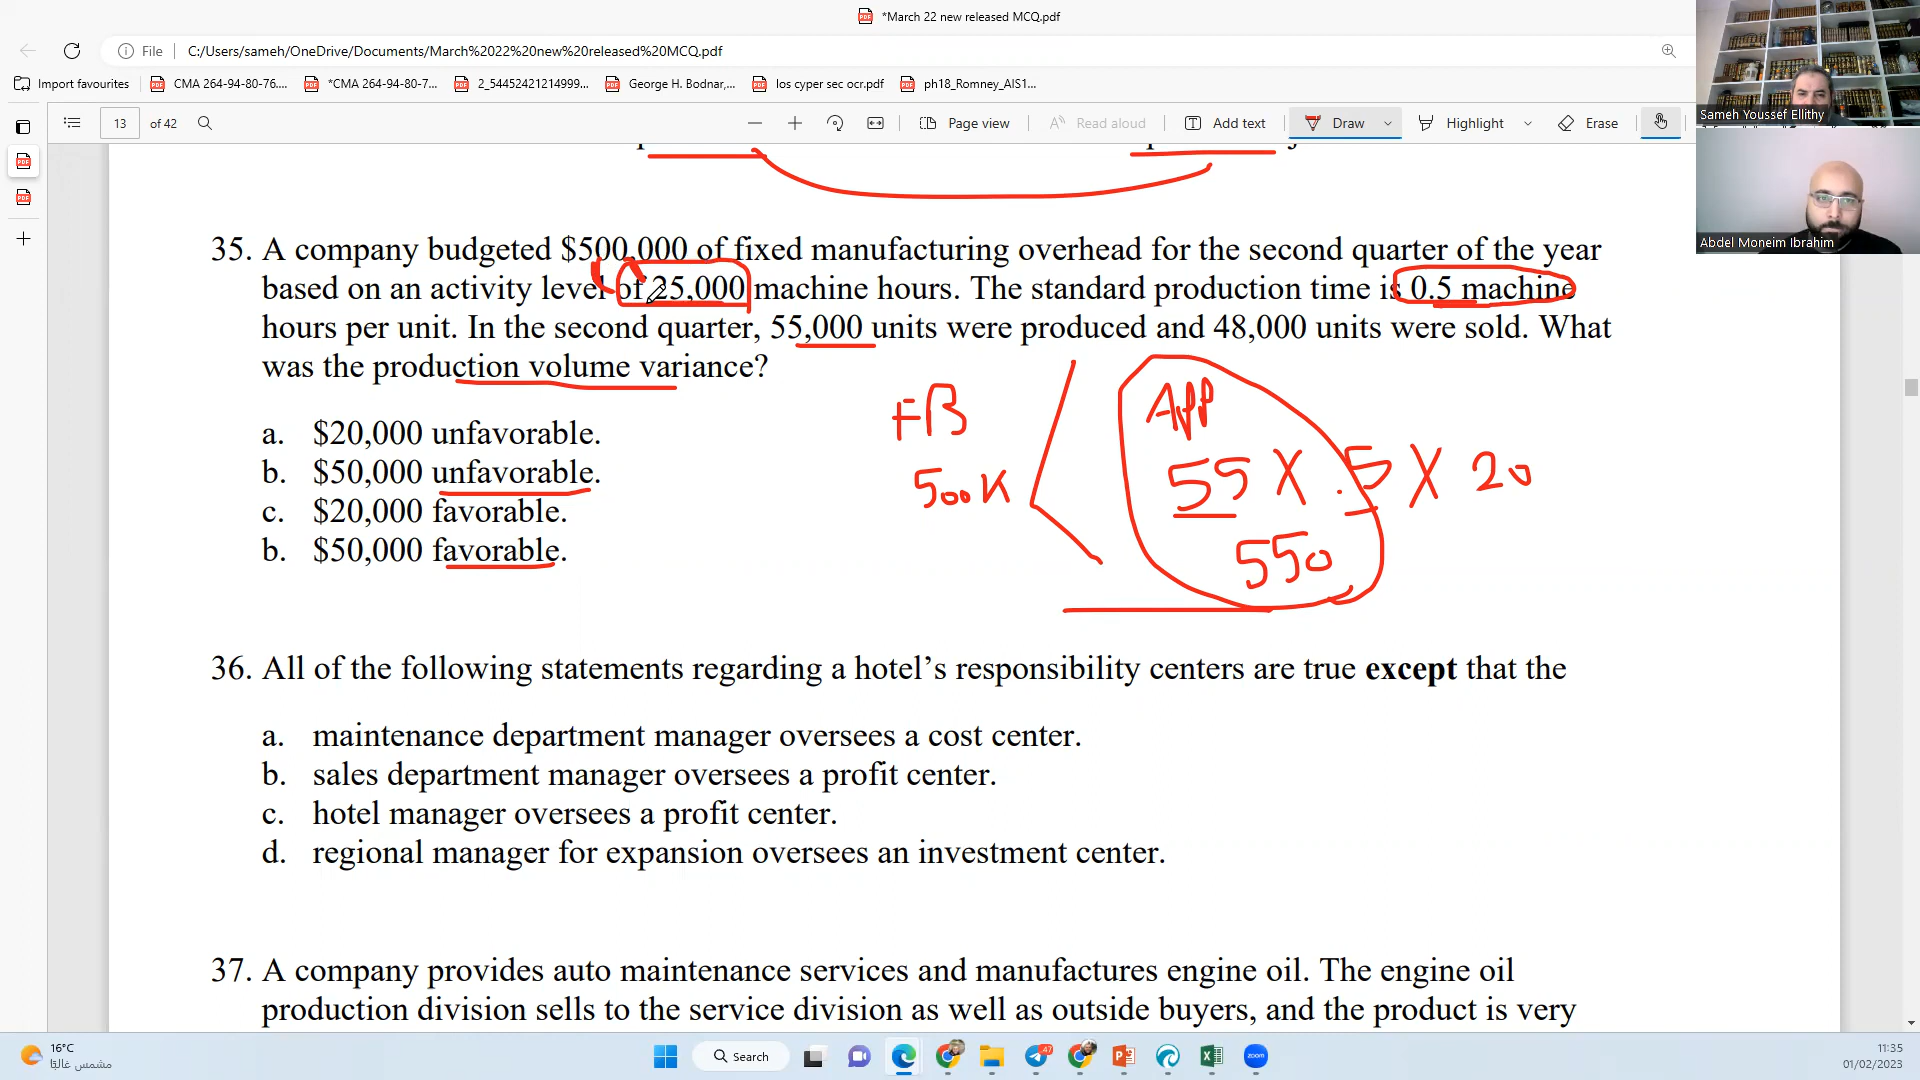 *March 22 new released MCQ.pdf
File
C:/Users/sameh/OneDrive/Documents/March%2022%20new%20released%20MCQ.pdf
Import favourites
CMA 264-94-80-76....
*CMA 264-94-80-7...
2_54452421214999...
George H. Bodnar,...
los cyper sec ocr.pdf
ph18_Romney_AIS1...
13 of 42
Page view
Read aloud
Add text
Draw
Highlight
Erase
Sameh Youssef Ellithy
Abdel Moneim Ibrahim
35. A company budgeted $500,000 of fixed manufacturing overhead for the second quarter of the year
based on an activity level of 25,000 machine hours. The standard production time is 0.5 machine
hours per unit. In the second quarter, 55,000 units were produced and 48,000 units were sold. What
was the production volume variance?
a. $20,000 unfavorable.
b. $50,000 unfavorable.
c. $20,000 favorable.
b. $50,000 favorable.
FB
500K
APP
55 X .5 X 20
550
36. All of the following statements regarding a hotel’s responsibility centers are true except that the
a. maintenance department manager oversees a cost center.
b. sales department manager oversees a profit center.
c. hotel manager oversees a profit center.
d. regional manager for expansion oversees an investment center.
37. A company provides auto maintenance services and manufactures engine oil. The engine oil
production division sells to the service division as well as outside buyers, and the product is very
16°C
مشمس غالبًا
Search
47
zoom
11:35
01/02/2023